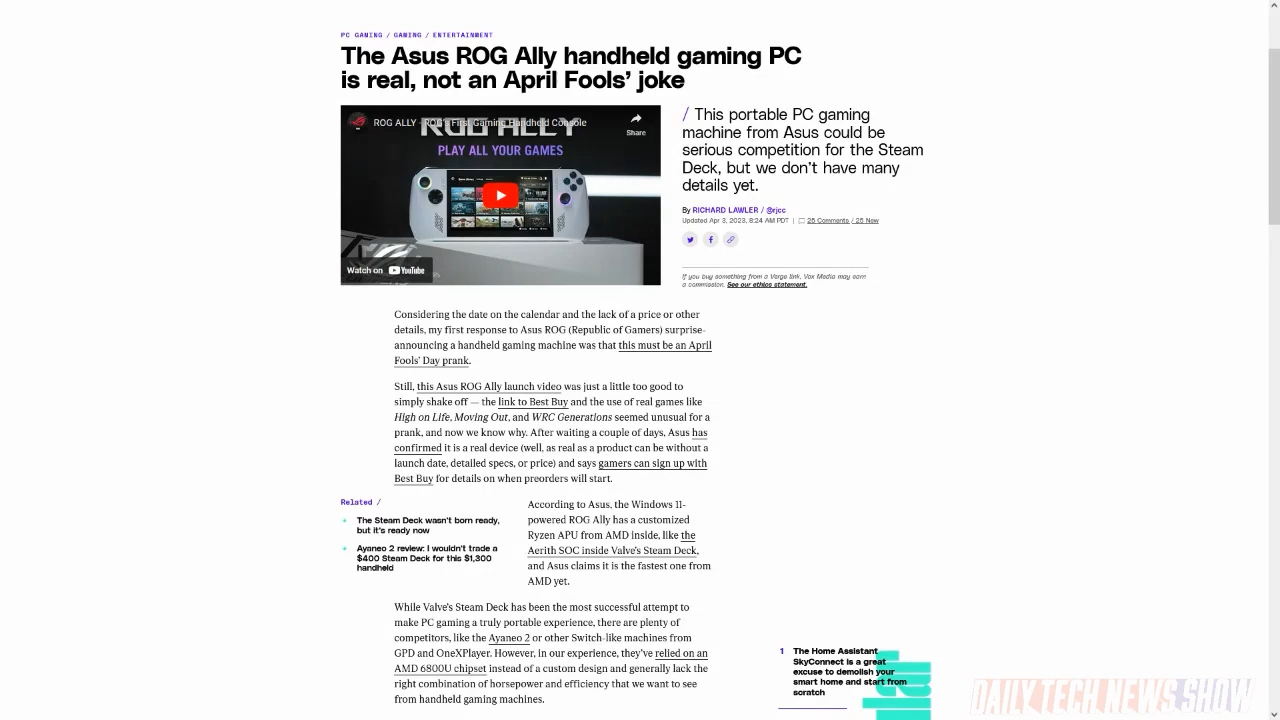 PC GAMING / GAMING / ENTERTAINMENT
The Asus ROG Ally handheld gaming PC
is real, not an April Fools' joke
ROG ALLY - ROG's First Gaming Handheld Console
Share
ROG ALLY
PLAY ALL YOUR GAMES
Watch on YouTube
/ This portable PC gaming
machine from Asus could be
serious competition for the Steam
Deck, but we don't have many
details yet.
By RICHARD LAWLER / @rjcc
Updated Apr 3, 2023, 8:24 AM PDT | 25 Comments / 25 New
If you buy something from a Verge link, Vox Media may earn
a commission. See our ethics statement.
Considering the date on the calendar and the lack of a price or other
details, my first response to Asus ROG (Republic of Gamers) surprise-
announcing a handheld gaming machine was that this must be an April
Fools' Day prank.
Still, this Asus ROG Ally launch video was just a little too good to
simply shake off — the link to Best Buy and the use of real games like
High on Life, Moving Out, and WRC Generations seemed unusual for a
prank, and now we know why. After waiting a couple of days, Asus has
confirmed it is a real device (well, as real as a product can be without a
launch date, detailed specs, or price) and says gamers can sign up with
Best Buy for details on when preorders will start.
Related /
The Steam Deck wasn't born ready,
but it's ready now
Ayaneo 2 review: I wouldn't trade a
$400 Steam Deck for this $1,300
handheld
According to Asus, the Windows 11-
powered ROG Ally has a customized
Ryzen APU from AMD inside, like the
Aerith SOC inside Valve's Steam Deck,
and Asus claims it is the fastest one from
AMD yet.
While Valve's Steam Deck has been the most successful attempt to
make PC gaming a truly portable experience, there are plenty of
competitors, like the Ayaneo 2 or other Switch-like machines from
GPD and OneXPlayer. However, in our experience, they've relied on an
AMD 6800U chipset instead of a custom design and generally lack the
right combination of horsepower and efficiency that we want to see
from handheld gaming machines.
1 The Home Assistant
SkyConnect is a great
excuse to demolish your
smart home and start from
scratch
DAILY TECH NEWS SHOW